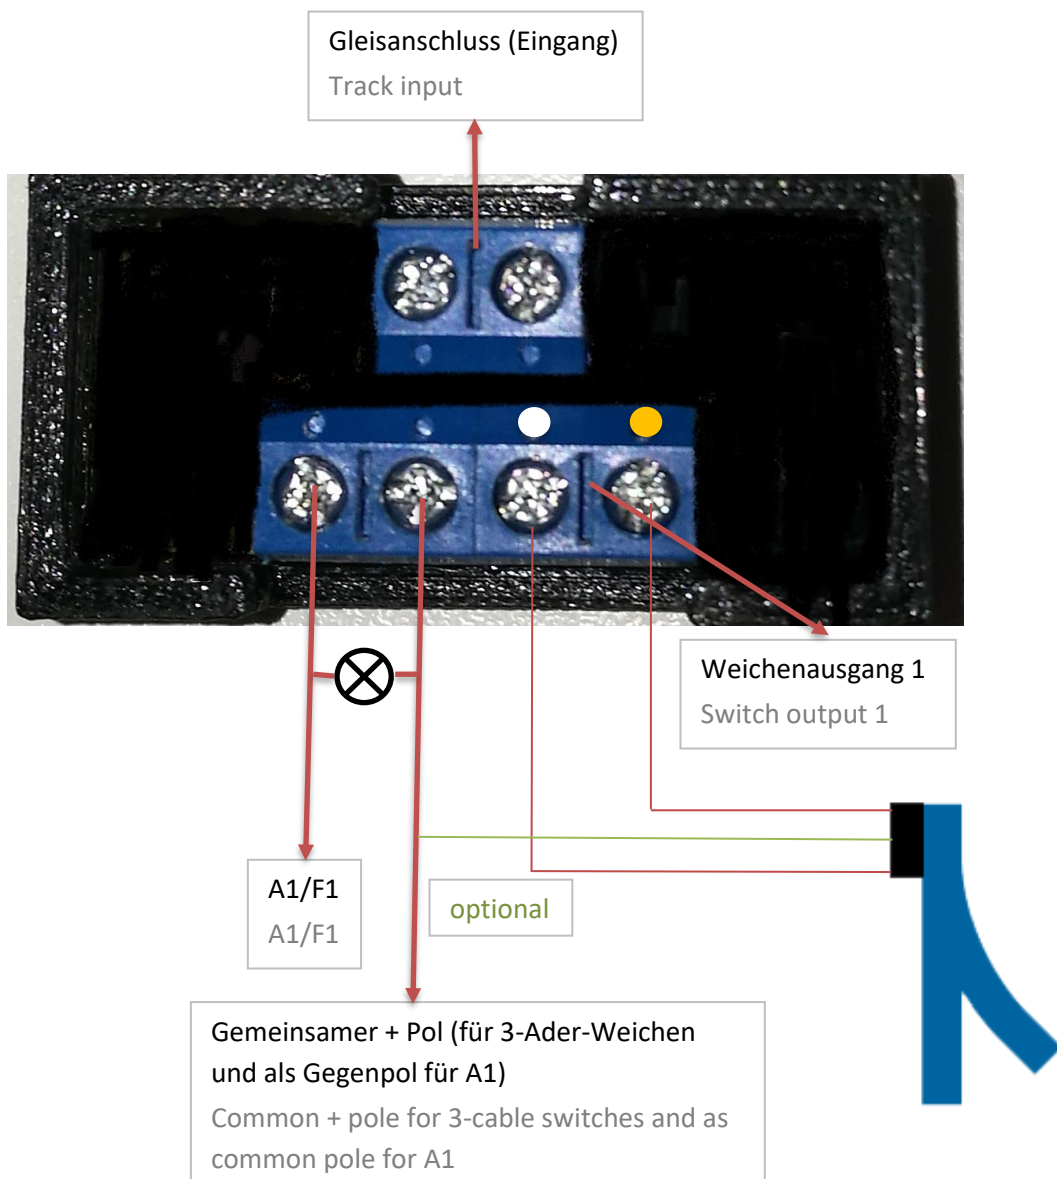 Gleisanschluss (Eingang)
Track input
Weichenausgang 1
Switch output 1
A1/F1
A1/F1
optional
Gemeinsamer + Pol (für 3-Ader-Weichen
und als Gegenpol für A1)
Common + pole for 3-cable switches and as
common pole for A1